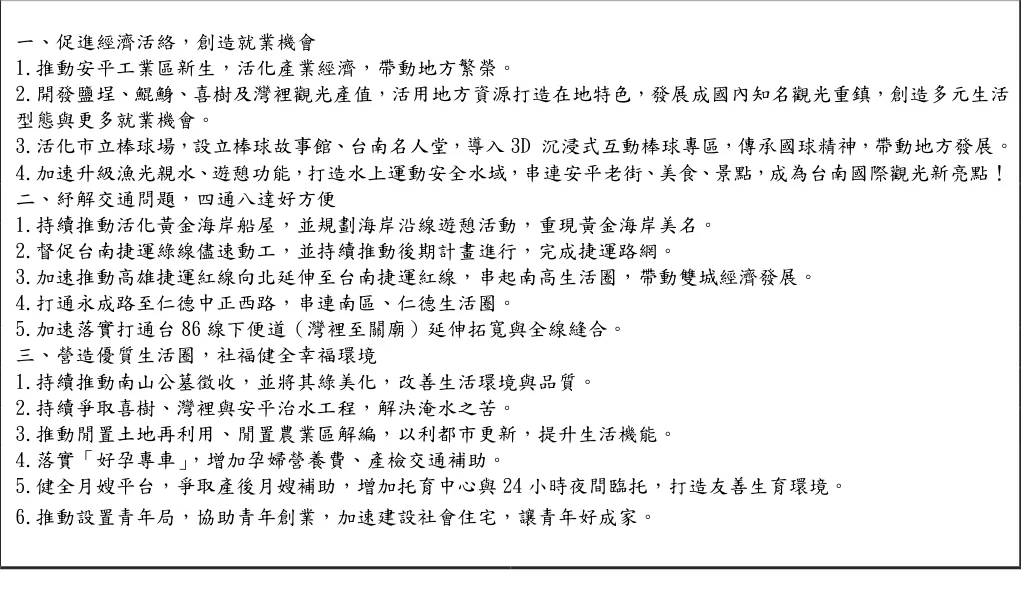 一、促進經濟活絡，創造就業機會
1.推動安平工業區新生，活化產業經濟，帶動地方繁榮。
2.開發鹽埕、鯤鯓、喜樹及灣裡觀光產值，活用地方資源打造在地特色，發展成國內知名觀光重鎮，創造多元生活
型態與更多就業機會。
3.活化市立棒球場，設立棒球故事館、台南名人堂，導入 3D 沉浸式互動棒球專區，傳承國球精神，帶動地方發展。
4.加速升級漁光親水、遊憩功能，打造水上運動安全水域，串連安平老街、美食、景點，成為台南國際觀光新亮點！
二、紓解交通問題，四通八達好方便
1.持續推動活化黃金海岸船屋，並規劃海岸沿線遊憩活動，重現黃金海岸美名。
2.督促台南捷運綠線儘速動工，並持續推動後期計畫進行，完成捷運路網。
3.加速推動高雄捷運紅線向北延伸至台南捷運紅線，串起南高生活圈，帶動雙城經濟發展。
4.打通永成路至仁德中正西路，串連南區、仁德生活圈。
5.加速落實打通台 86 線下便道（灣裡至關廟）延伸拓寬與全線縫合。
三、營造優質生活圈，社福健全幸福環境
1.持續推動南山公墓徵收，並將其綠美化，改善生活環境與品質。
2.持續爭取喜樹、灣裡與安平治水工程，解決淹水之苦。
3.推動閒置土地再利用、閒置農業區解編，以利都市更新，提升生活機能。
4.落實「好孕專車」，增加孕婦營養費、產檢交通補助。
5.健全月嫂平台，爭取產後月嫂補助，增加托育中心與 24 小時夜間臨托，打造友善生育環境。
6.推動設置青年局，協助青年創業，加速建設社會住宅，讓青年好成家。